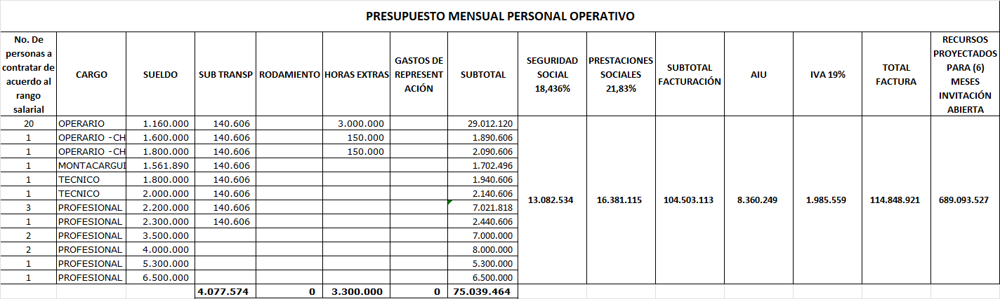 PRESUPUESTO MENSUAL PERSONAL OPERATIVO
No. De personas a contratar de acuerdo al rango salarial CARGO SUELDO SUB TRANSP RODAMIENTO HORAS EXTRAS GASTOS DE REPRESENT ACIÓN SUBTOTAL SEGURIDAD SOCIAL 18,436% PRESTACIONES SOCIALES 21,83% SUBTOTAL FACTURACIÓN AIU IVA 19% TOTAL FACTURA RECURSOS PROYECTADOS PARA (6) MESES INVITACIÓN ABIERTA
20 OPERARIO 1.160.000 140.606 3.000.000 29.012.120
1 OPERARIO -CH 1.600.000 140.606 150.000 1.890.606
1 OPERARIO -CH 1.800.000 140.606 150.000 2.090.606
1 MONTACARGUI 1.561.890 140.606 1.702.496
1 TECNICO 1.800.000 140.606 1.940.606
1 TECNICO 2.000.000 140.606 2.140.606
3 PROFESIONAL 2.200.000 140.606 7.021.818
1 PROFESIONAL 2.300.000 140.606 2.440.606
2 PROFESIONAL 3.500.000 7.000.000
2 PROFESIONAL 4.000.000 8.000.000
1 PROFESIONAL 5.300.000 5.300.000
1 PROFESIONAL 6.500.000 6.500.000
13.082.534 16.381.115 104.503.113 8.360.249 1.985.559 114.848.921 689.093.527
4.077.574 0 3.300.000 0 75.039.464